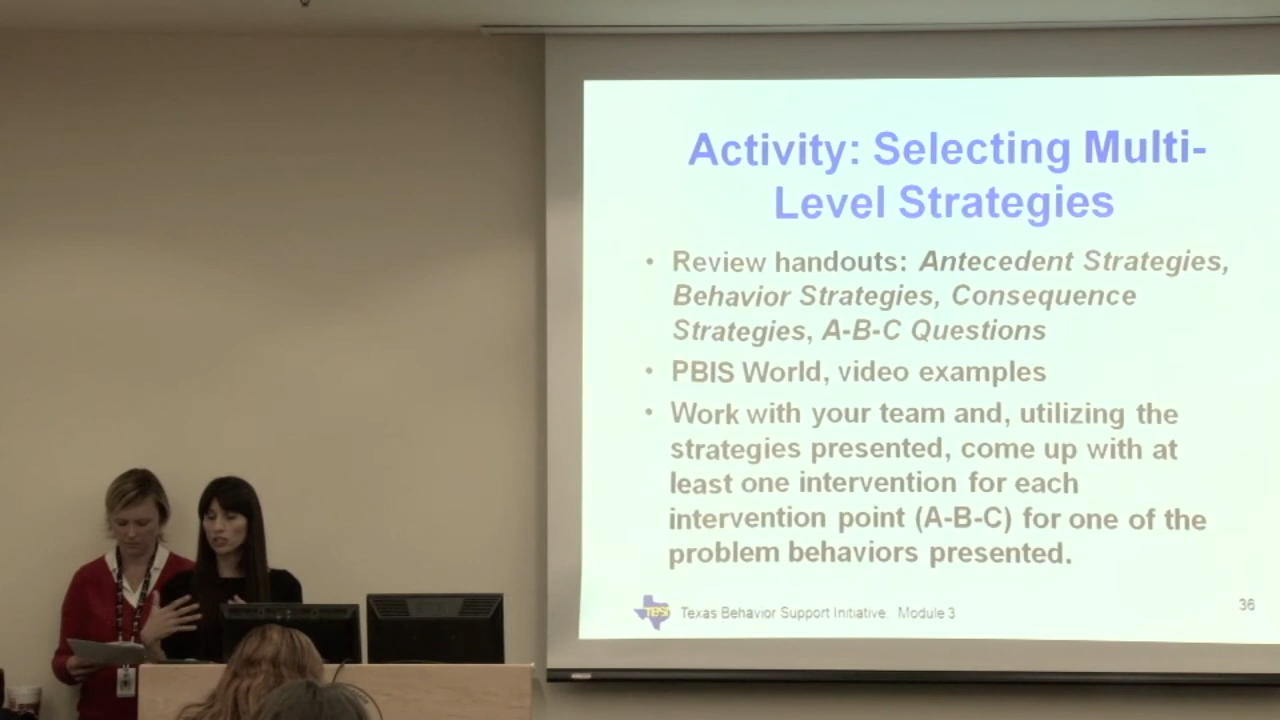 Activity: Selecting Multi-
Level Strategies
• Review handouts: Antecedent Strategies,
Behavior Strategies, Consequence
Strategies, A-B-C Questions
• PBIS World, video examples
• Work with your team and, utilizing the
strategies presented, come up with at
least one intervention for each
intervention point (A-B-C) for one of the
problem behaviors presented.
TBSI Texas Behavior Support Initiative. Module 3
36